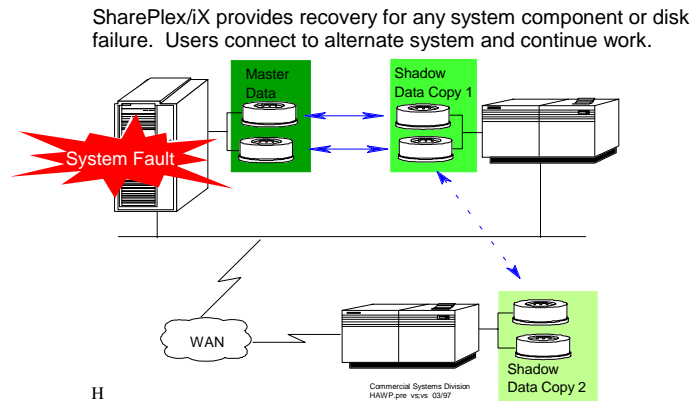 SharePlex/iX provides recovery for any system component or disk
failure. Users connect to alternate system and continue work.
Master
Data
Shadow
Data Copy 1
System Fault
WAN
Shadow
Data Copy 2
Commercial Systems Division
HAWP.pre vs;vs 03/97
H